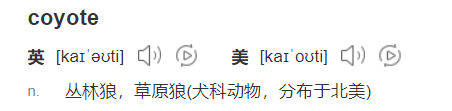 coyote
英 [kaɪˈəʊti] 美 [kaɪˈoʊti]
n. 丛林狼，草原狼(犬科动物，分布于北美)